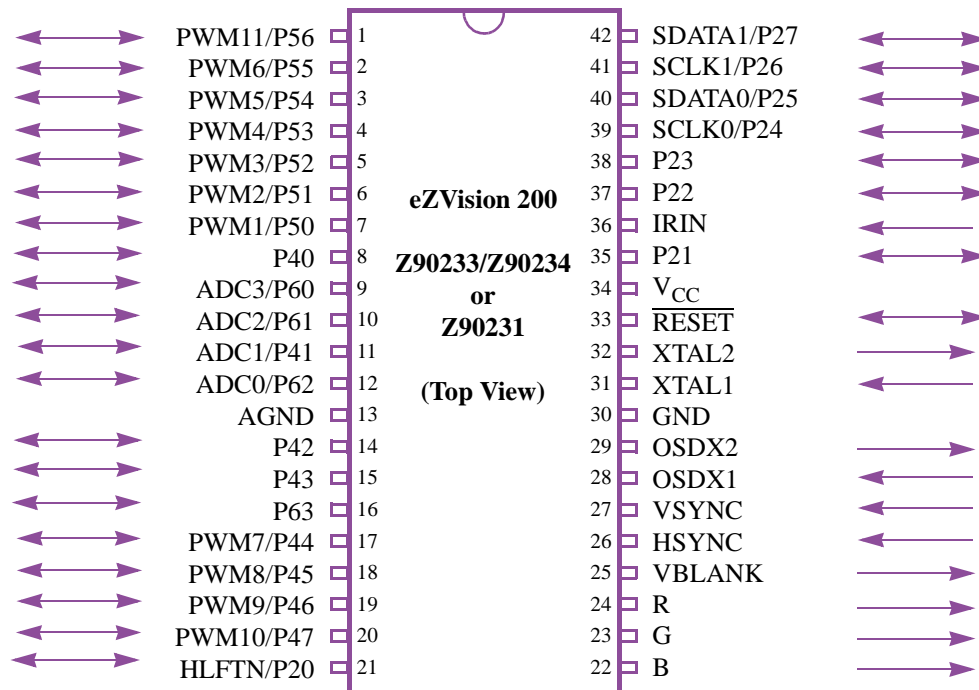 PWM11/P56 1
PWM6/P55 2
PWM5/P54 3
PWM4/P53 4
PWM3/P52 5
PWM2/P51 6
PWM1/P50 7
P40 8
ADC3/P60 9
ADC2/P61 10
ADC1/P41 11
ADC0/P62 12
AGND 13
P42 14
P43 15
P63 16
PWM7/P44 17
PWM8/P45 18
PWM9/P46 19
PWM10/P47 20
HLFTN/P20 21
eZVision 200
Z90233/Z90234
or
Z90231
(Top View)
42 SDATA1/P27
41 SCLK1/P26
40 SDATA0/P25
39 SCLK0/P24
38 P23
37 P22
36 IRIN
35 P21
34 VCC
33 RESET
32 XTAL2
31 XTAL1
30 GND
29 OSDX2
28 OSDX1
27 VSYNC
26 HSYNC
25 VBLANK
24 R
23 G
22 B